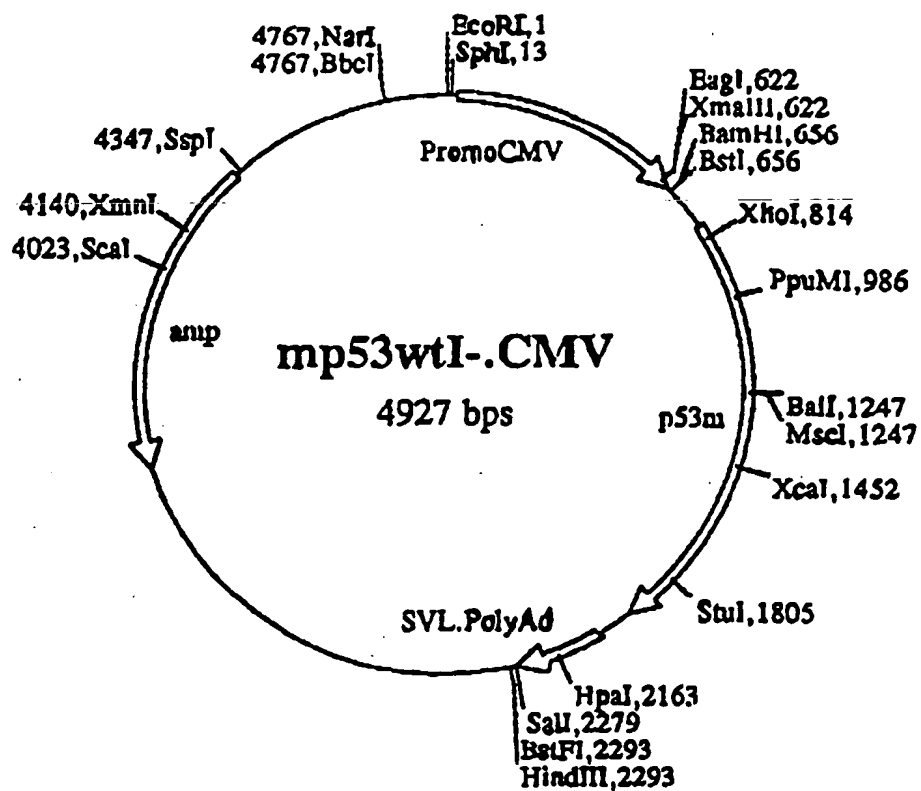 EcoRI,1
SphI,13
4767,NarI
4767,BbcI
EagI,622
XmaIII,622
BamHI,656
BstI,656
4347,SspI
PromoCMV
4140,XmnI
XhoI,814
4023,ScaI
PpuMI,986
amp
mp53wtI-.CMV
4927 bps
p53m
BalI,1247
MscI,1247
XcaI,1452
StuI,1805
SVL.PolyAd
HpaI,2163
SalI,2279
BstFI,2293
HindIII,2293